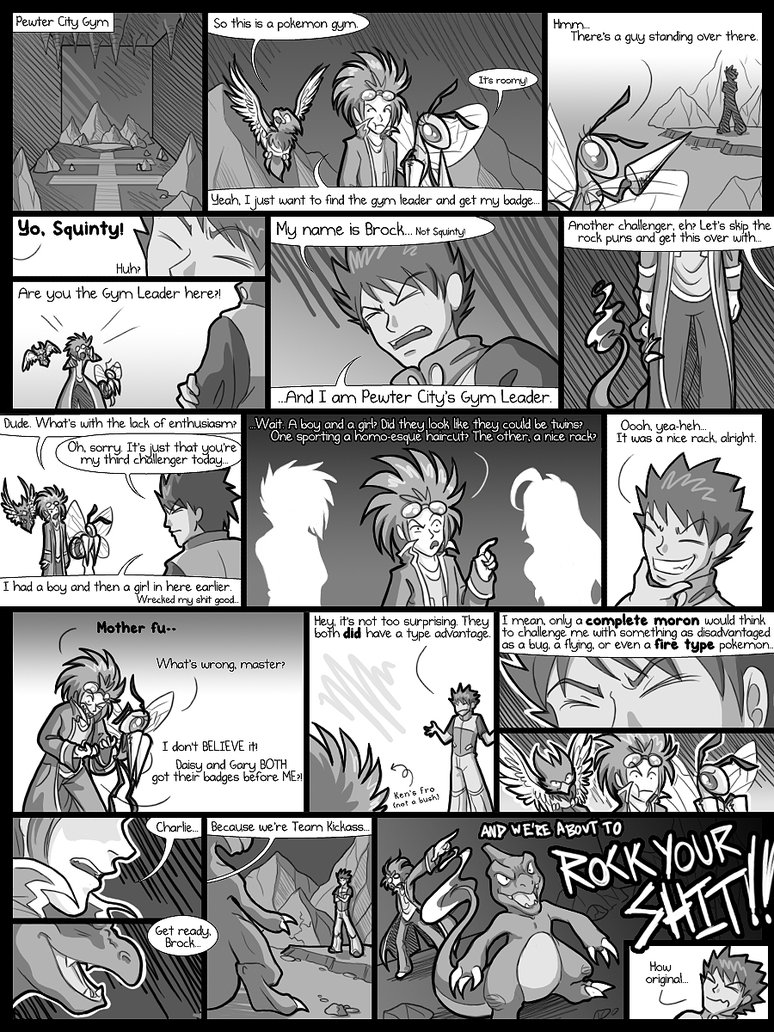 Pewter City Gym
So this is a pokemon gym.
It's roomy!
Yeah, I just want to find the gym leader and get my badge...
Hmm...
There's a guy standing over there.
Yo, Squinty!
Huh?
Are you the Gym Leader here?!
My name is Brock... Not Squinty!
...And I am Pewter City's Gym Leader.
Another challenger, eh? Let's skip the
rock puns and get this over with...
Dude. What's with the lack of enthusiasm?
Oh, sorry. It's just that you're
my third challenger today...
I had a boy and then a girl in here earlier.
Wrecked my shit good..
...Wait. A boy and a girl? Did they look like they could be twins?
One sporting a homo-esque haircut? The other, a nice rack?
Oooh, yea-heh...
It was a nice rack, alright.
Mother fu--
What's wrong, master?
I don't BELIEVE it!
Daisy and Gary BOTH
got their badges before ME?!
Hey, it's not too surprising. They
both did have a type advantage.
Ken's Fro
(not a bush)
I mean, only a complete moron would think
to challenge me with something as disadvantaged
as a bug, a flying, or even a fire type pokemon..
Charlie...
Get ready,
Brock...
Because we're Team Kickass...
AND WE'RE ABOUT TO
ROCK YOUR
SHIT!!!
How
original...